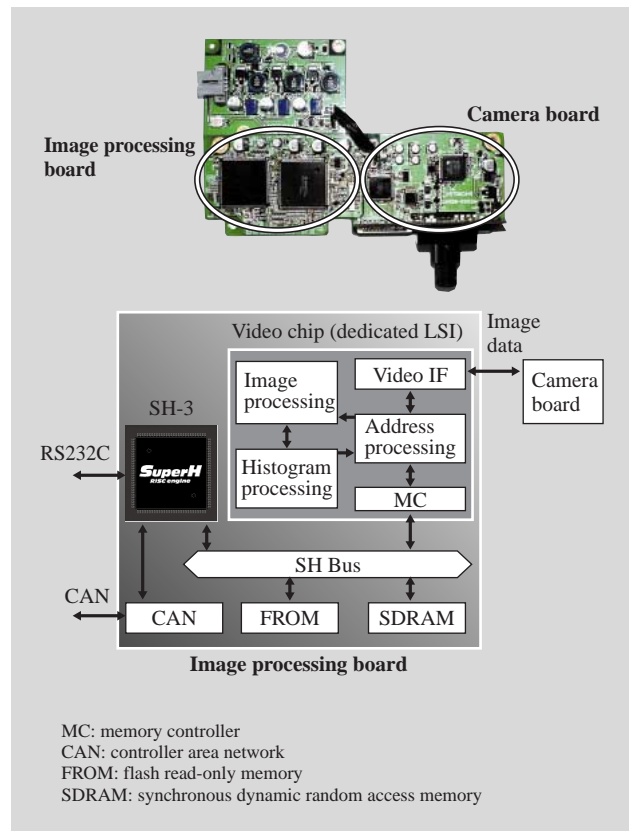 Image processing
board
Camera board
Video chip (dedicated LSI)
Image
data
Image
processing
Video IF
Camera
board
SH-3
Address
processing
RS232C
SuperH
RISC engine
Histogram
processing
MC
SH Bus
CAN
CAN
FROM
SDRAM
Image processing board
MC: memory controller
CAN: controller area network
FROM: flash read-only memory
SDRAM: synchronous dynamic random access memory